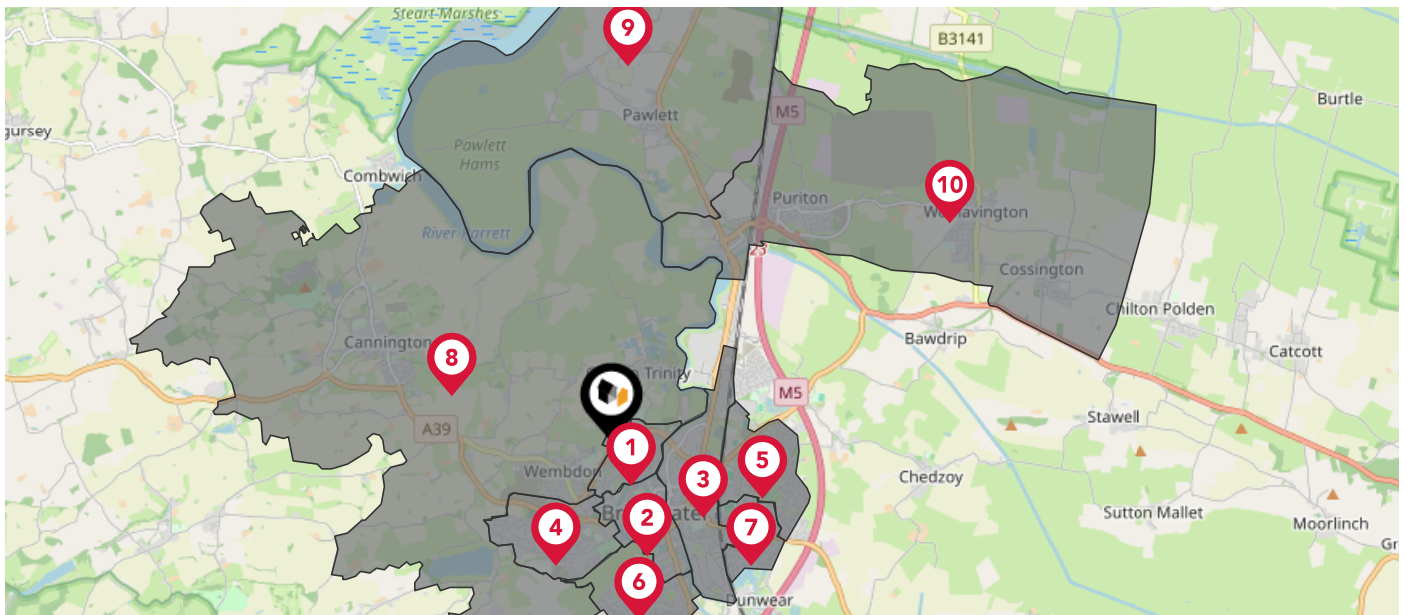 Steart-Marshes
9
B3141
Burtle
M5
Pawlett
gursey
Pawlett
Hams
Combwich
10
Puriton
River Parrett
23
Cossington
Chilton Polden
Cannington
Bawdrip
Catcott
8
Trinity
M5
A39
Stawell
1
Wembdon
5
3
Chedzoy
2
4
7
Sutton Mallet
Moorlinch
Gr
6
Dunwear